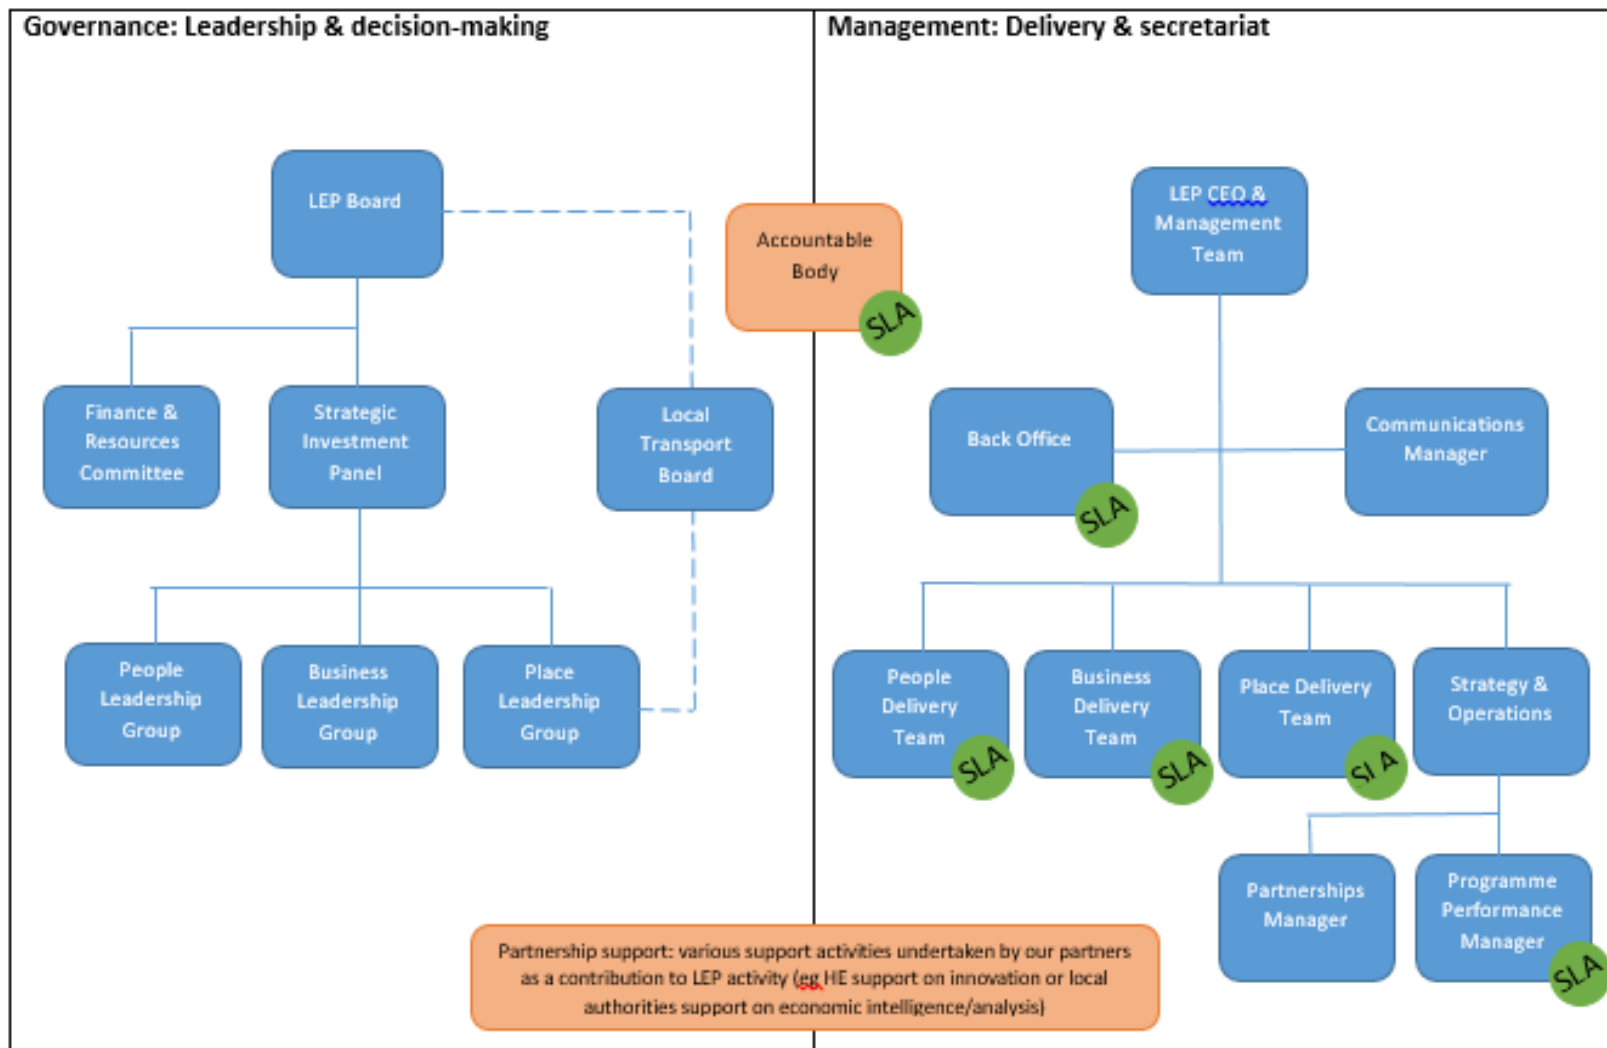 Governance: Leadership & decision-making
Management: Delivery & secretariat
LEP Board
Accountable
Body
SLA
LEP CEO &
Management
Team
Finance &
Resources
Committee
Strategic
Investment
Panel
Local
Transport
Board
Back Office
SLA
Communications
Manager
People
Leadership
Group
Business
Leadership
Group
Place
Leadership
Group
People
Delivery
Team
SLA
Business
Delivery
Team
SLA
Place Delivery
Team
SLA
Strategy &
Operations
Partnerships
Manager
Programme
Performance
Manager
SLA
Partnership support: various support activities undertaken by our partners
as a contribution to LEP activity (eg HE support on innovation or local
authorities support on economic intelligence/analysis)